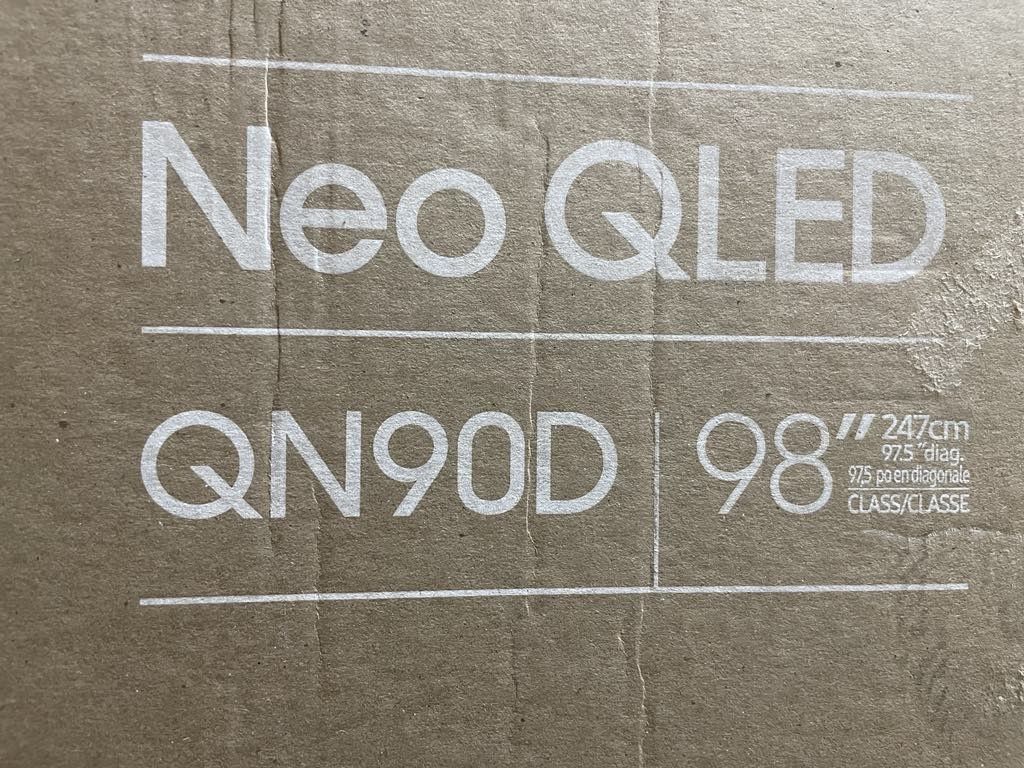 Neo QLED
QN90D
98" 247cm
97.5" diag.
97,5 po en diagonale
CLASS/CLASSE